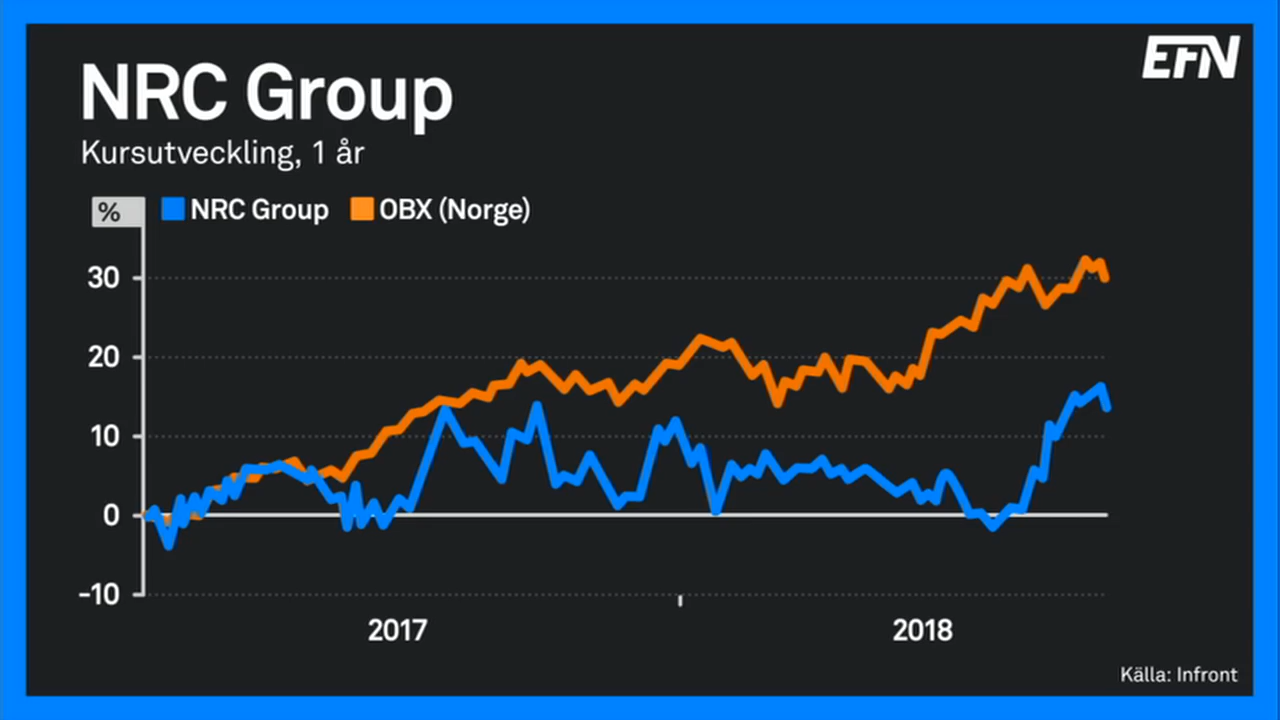 EFN
NRC Group
Kursutveckling, 1 år
% NRC Group OBX (Norge)
30
20
10
0
-10
2017 2018
Källa: Infront